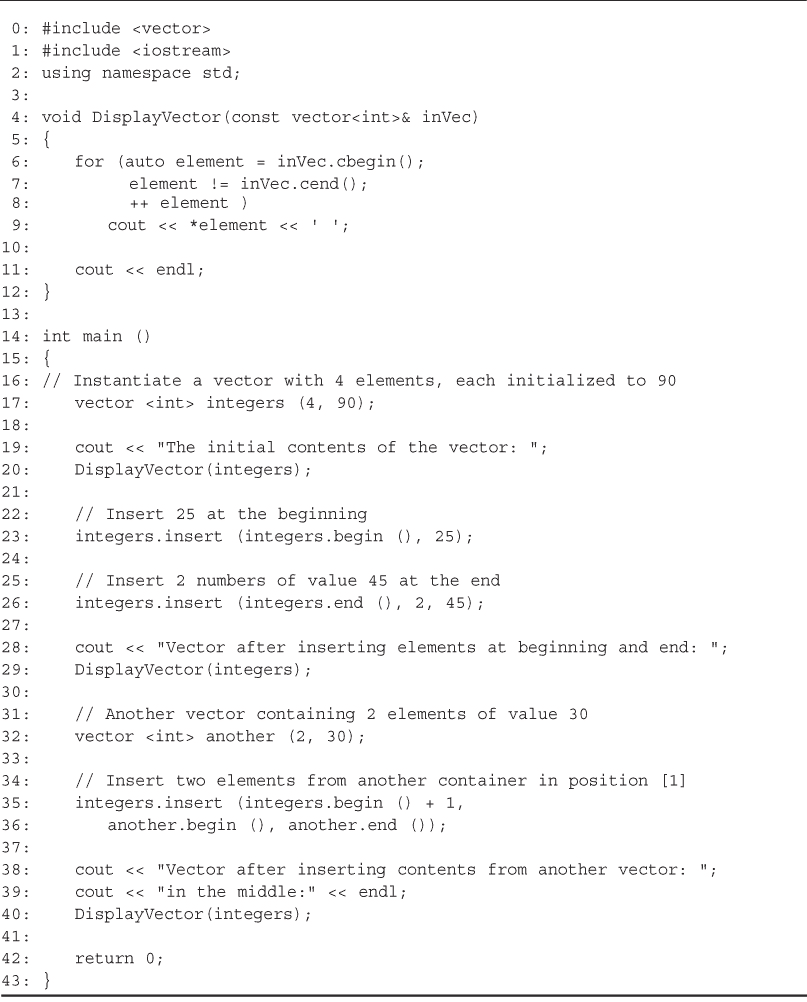 0: #include <vector>
1: #include <iostream>
2: using namespace std;
3:
4: void DisplayVector(const vector<int>& inVec)
5: {
6:    for (auto element = inVec.cbegin();
7:          element != inVec.cend();
8:          ++ element )
9:       cout << *element << ' ';
10:
11:    cout << endl;
12: }
13:
14: int main ()
15: {
16: // Instantiate a vector with 4 elements, each initialized to 90
17:    vector <int> integers (4, 90);
18:
19:    cout << "The initial contents of the vector: ";
20:    DisplayVector(integers);
21:
22:    // Insert 25 at the beginning
23:    integers.insert (integers.begin (), 25);
24:
25:    // Insert 2 numbers of value 45 at the end
26:    integers.insert (integers.end (), 2, 45);
27:
28:    cout << "Vector after inserting elements at beginning and end: ";
29:    DisplayVector(integers);
30:
31:    // Another vector containing 2 elements of value 30
32:    vector <int> another (2, 30);
33:
34:    // Insert two elements from another container in position [1]
35:    integers.insert (integers.begin () + 1,
36:       another.begin (), another.end ());
37:
38:    cout << "Vector after inserting contents from another vector: ";
39:    cout << "in the middle:" << endl;
40:    DisplayVector(integers);
41:
42:    return 0;
43: }